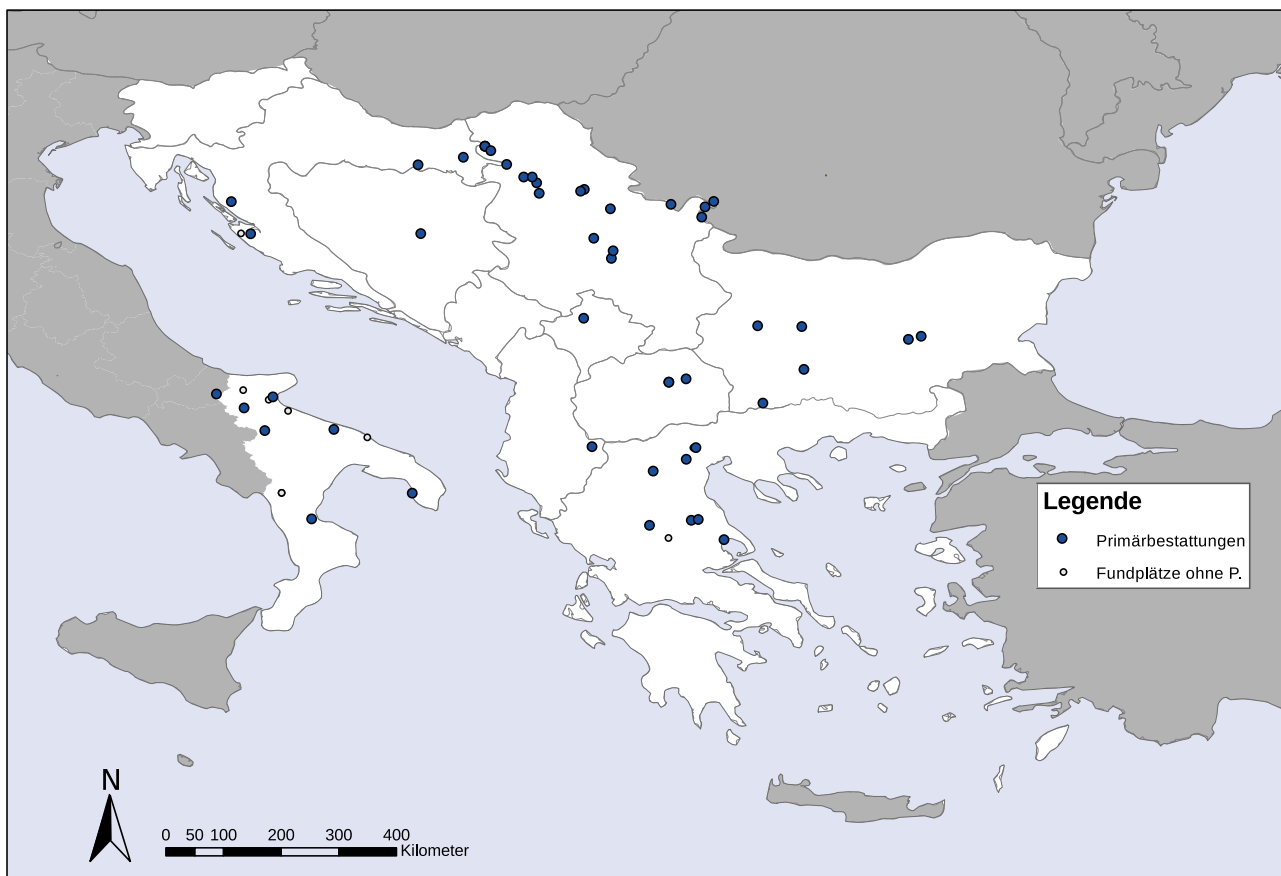 Legende
Primärbestattungen
Fundplätze ohne P.
N
0 50 100 200 300 400
Kilometer